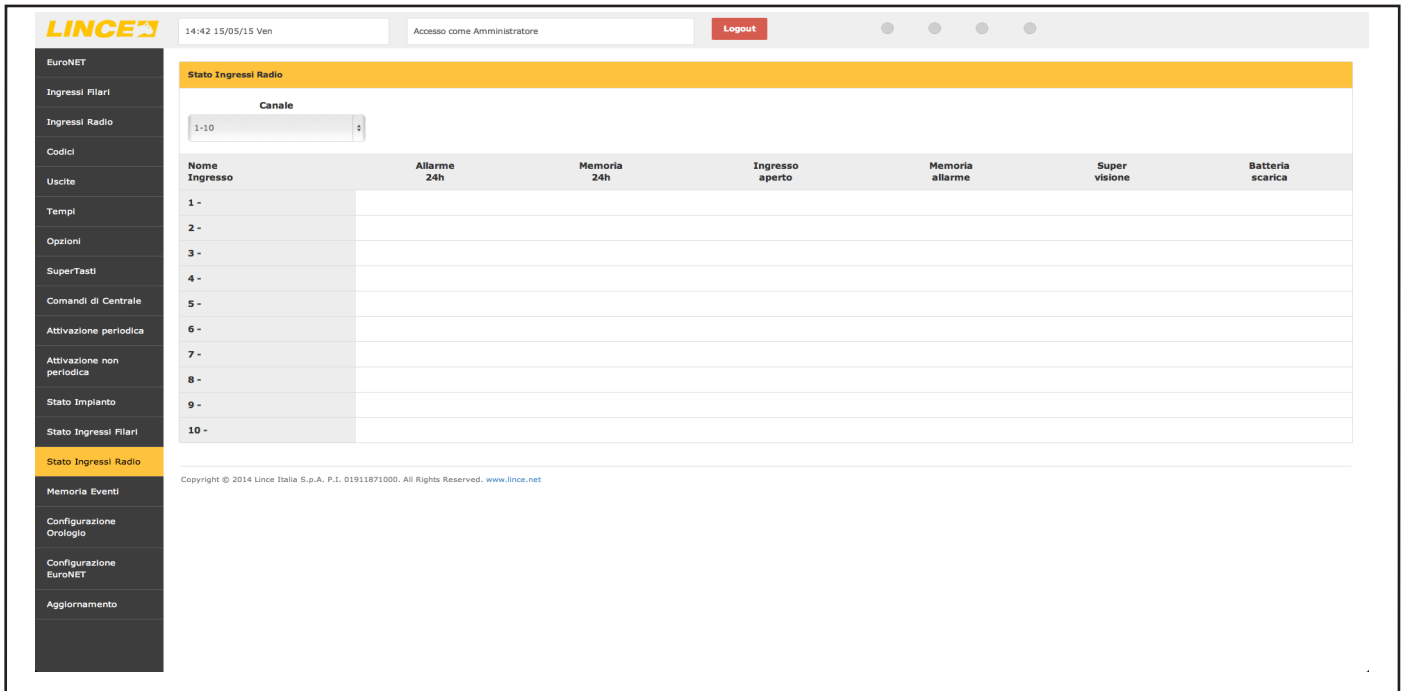 LINCE
14:42 15/05/15 Ven
Accesso come Amministratore
Logout
EuroNET
Ingressi Filari
Ingressi Radio
Codici
Uscite
Tempi
Opzioni
SuperTasti
Comandi di Centrale
Attivazione periodica
Attivazione non
periodica
Stato Impianto
Stato Ingressi Filari
Stato Ingressi Radio
Memoria Eventi
Configurazione
Orologio
Configurazione
EuroNET
Aggiornamento
Stato Ingressi Radio
Canale
1-10
Nome
Ingresso
Allarme
24h
Memoria
24h
Ingresso
aperto
Memoria
allarme
Super
visione
Batteria
scarica
1 -
2 -
3 -
4 -
5 -
6 -
7 -
8 -
9 -
10 -
Copyright © 2014 Lince Italia S.p.A. P.I. 01911871000. All Rights Reserved. www.lince.net